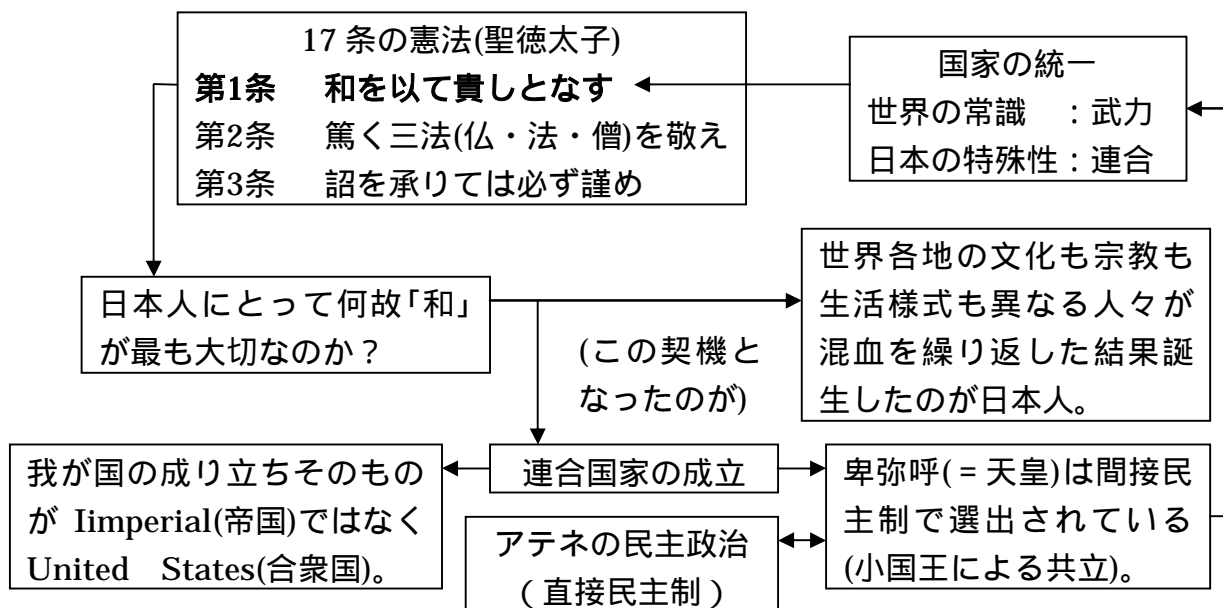 17条の憲法(聖徳太子)
第1条　和を以て貴しとなす
第2条　篤く三法(仏・法・僧)を敬え
第3条　詔を承りては必ず謹め
国家の統一
世界の常識　：武力
日本の特殊性：連合
日本人にとって何故「和」
が最も大切なのか？
(この契機と
なったのが)
世界各地の文化も宗教も
生活様式も異なる人々が
混血を繰り返した結果誕
生したのが日本人。
我が国の成り立ちそのもの
が Iimperial(帝国)ではなく
United States(合衆国)。
連合国家の成立
アテネの民主政治
（直接民主制）
卑弥呼(=天皇)は間接民
主制で選出されている
(小国王による共立)。